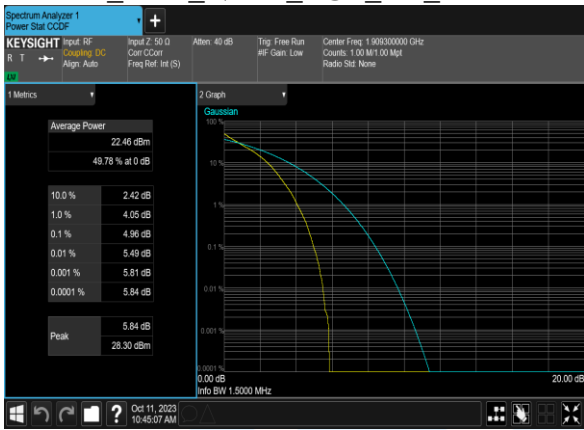 Spectrum Analyzer 1
Power Stat CCDF
+
KEYSIGHT
R T
LV
Input: RF
Coupling: DC
Align: Auto
Input Z: 50 Ω
Corr CCorr
Freq Ref: Int (S)
Atten: 40 dB
Trig: Free Run
#IF Gain: Low
Center Freq: 1.909300000 GHz
Counts: 1.00 M/1.00 Mpt
Radio Std: None
1 Metrics
Average Power
22.46 dBm
49.78 % at 0 dB
10.0 % 2.42 dB
1.0 % 4.05 dB
0.1 % 4.96 dB
0.01 % 5.49 dB
0.001 % 5.81 dB
0.0001 % 5.84 dB
Peak
5.84 dB
28.30 dBm
2 Graph
Gaussian
100 %
10 %
1 %
0.1 %
0.01 %
0.001 %
0.0001 %
0.00 dB 20.00 dB
Info BW 1.5000 MHz
?
Oct 11, 2023
10:45:07 AM